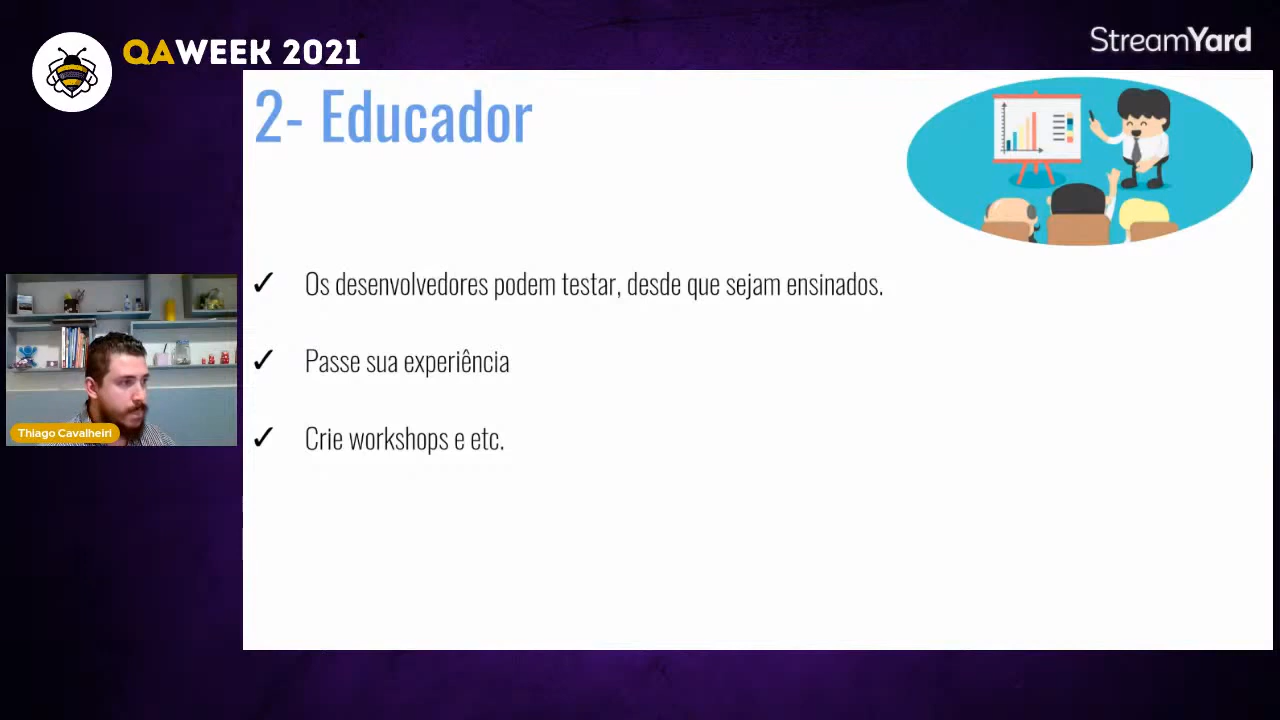 QAWEEK 2021
StreamYard
2- Educador
✓ Os desenvolvedores podem testar, desde que sejam ensinados.
✓ Passe sua experiência
✓ Crie workshops e etc.
Thiago Cavalheiri